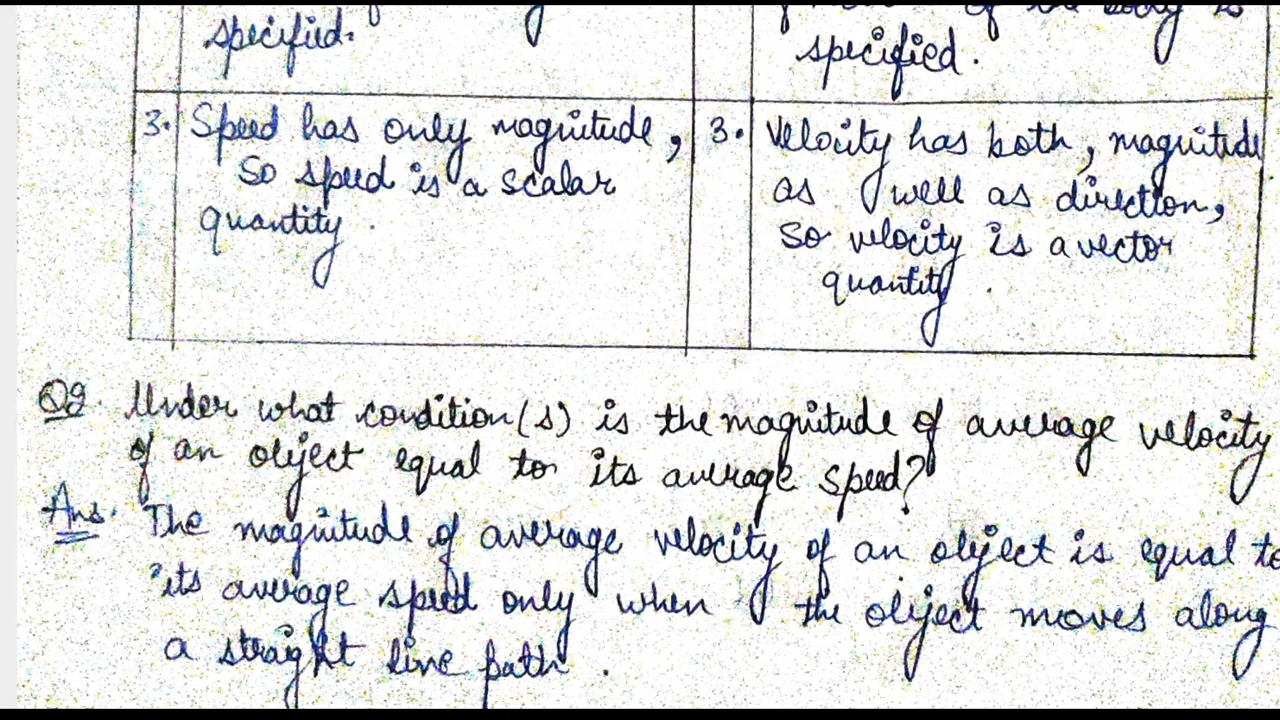 specified.
specified.
3. Speed has only magnitude,
so speed is a scalar
quantity.
3. Velocity has both, magnitude
as well as direction,
so velocity is a vector
quantity.
Q2. Under what condition(s) is the magnitude of average velocity
of an object equal to its average speed?
Ans. The magnitude of average velocity of an object is equal to
its average speed only when the object moves along
a straight line path.